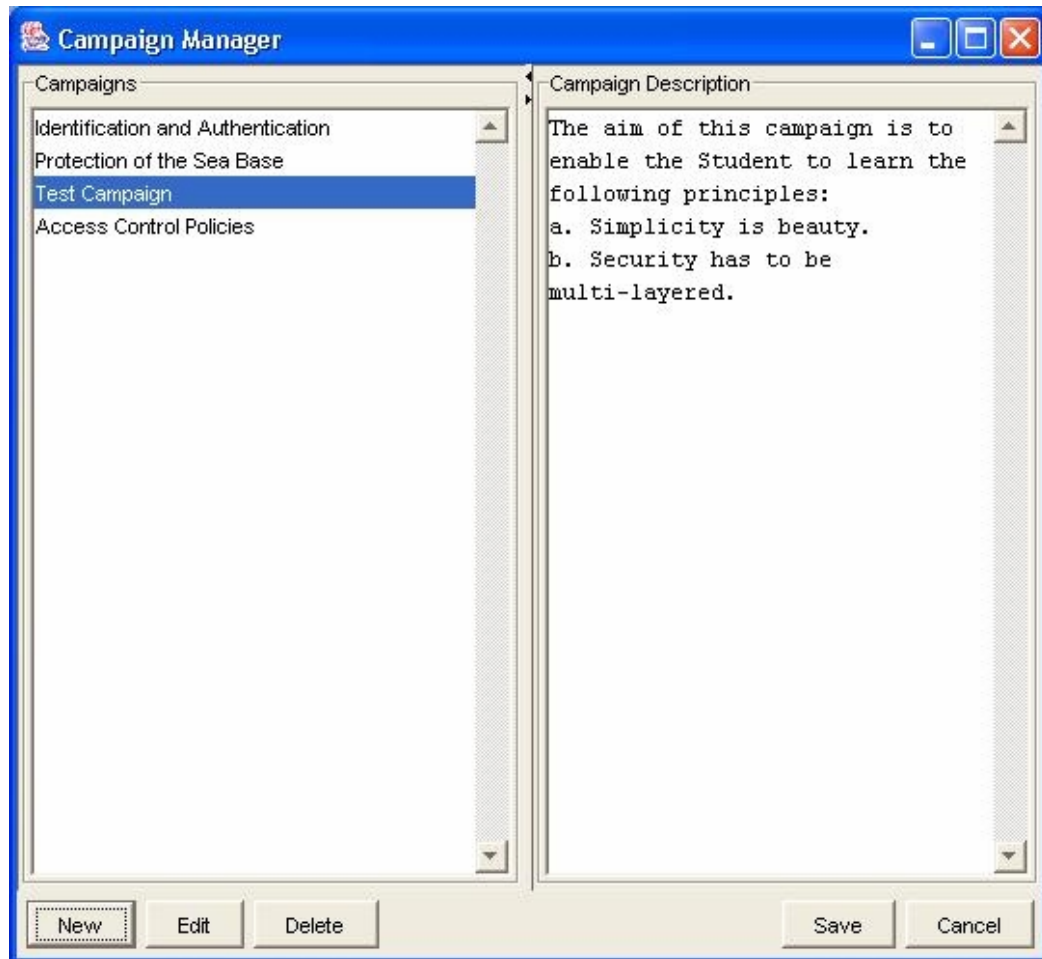 Campaign Manager
Campaigns
Identification and Authentication
Protection of the Sea Base
Test Campaign
Access Control Policies
Campaign Description
The aim of this campaign is to
enable the Student to learn the
following principles:
a. Simplicity is beauty.
b. Security has to be
multi-layered.
New
Edit
Delete
Save
Cancel